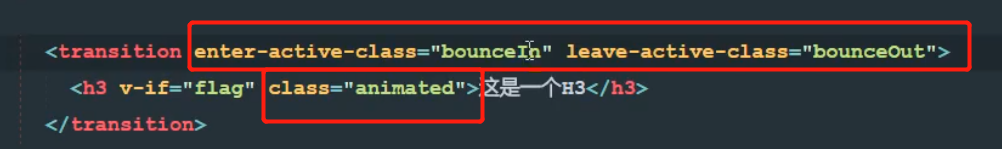 <transition enter-active-class="bounceIn" leave-active-class="bounceOut">
<h3 v-if="flag" class="animated">这是一个H3</h3>
</transition>